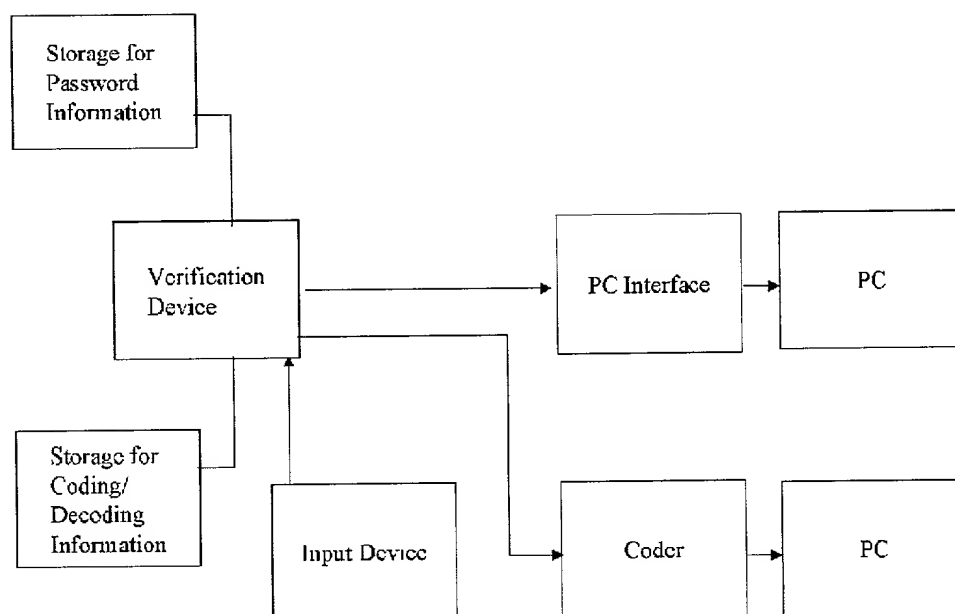 Storage for
Password
Information
Verification
Device
PC Interface
PC
Storage for
Coding/
Decoding
Information
Input Device
Coder
PC